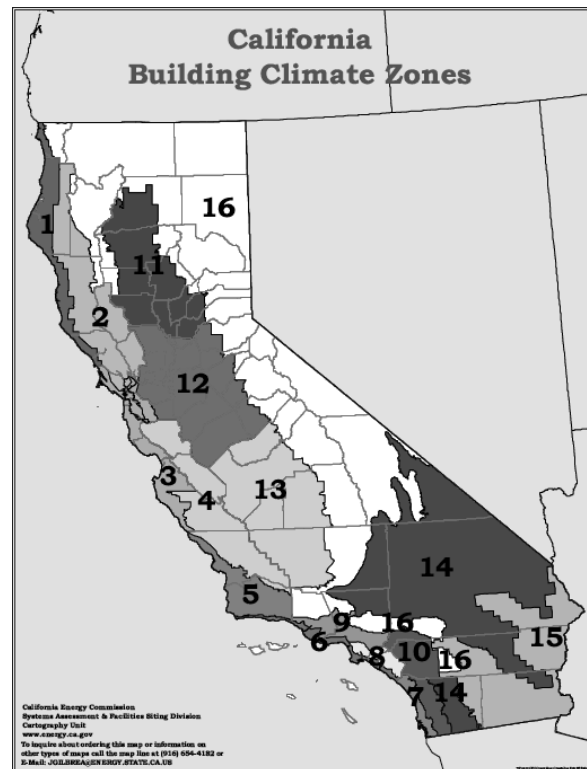 California
Building Climate Zones
16
1
11
2
12
3
4
13
14
5
9
16
6
15
8
10
16
7
14
California Energy Commission
Systems Assessment & Facilities Siting Division
Cartography Unit
www.energy.ca.gov
To inquire about ordering this map or information on
other types of maps call the map line at (916) 654-4182 or
E-Mail: JGILBREA@ENERGY.STATE.CA.US